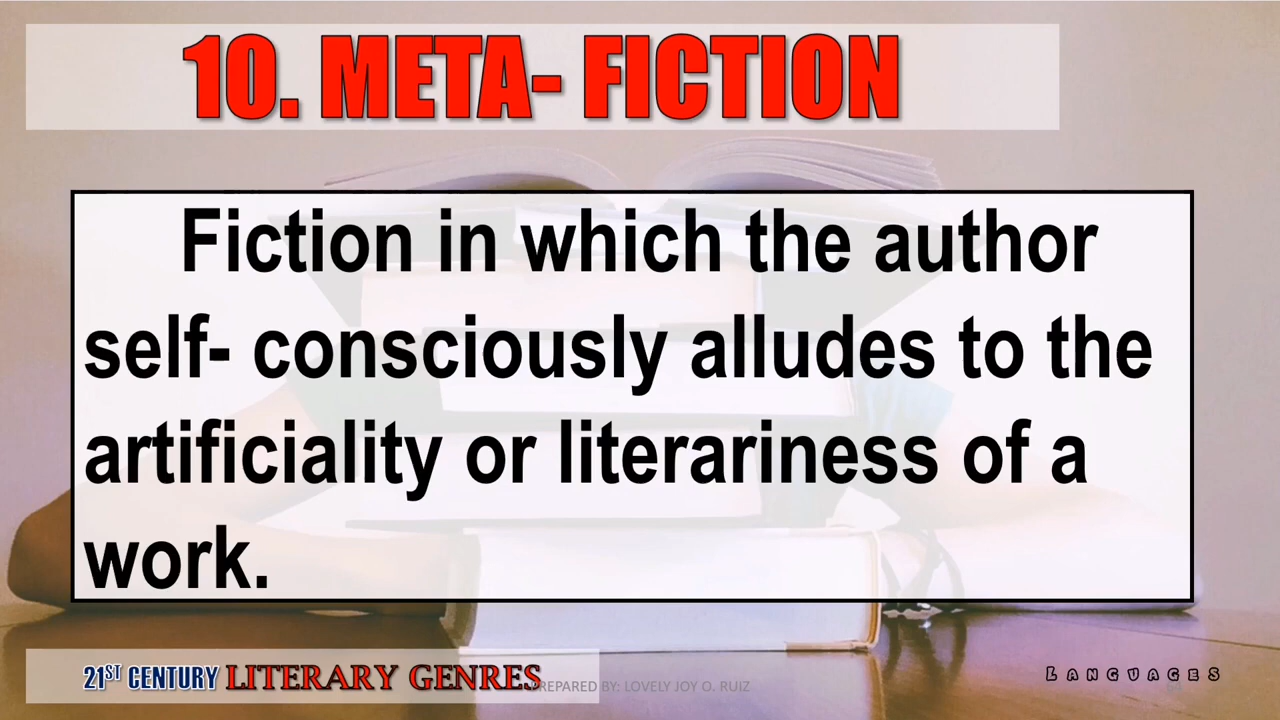 10. META- FICTION
Fiction in which the author
self- consciously alludes to the
artificiality or literariness of a
work.
21ST CENTURY LITERARY GENRES
PREPARED BY: LOVELY JOY O. RUIZ
LANGUAGES